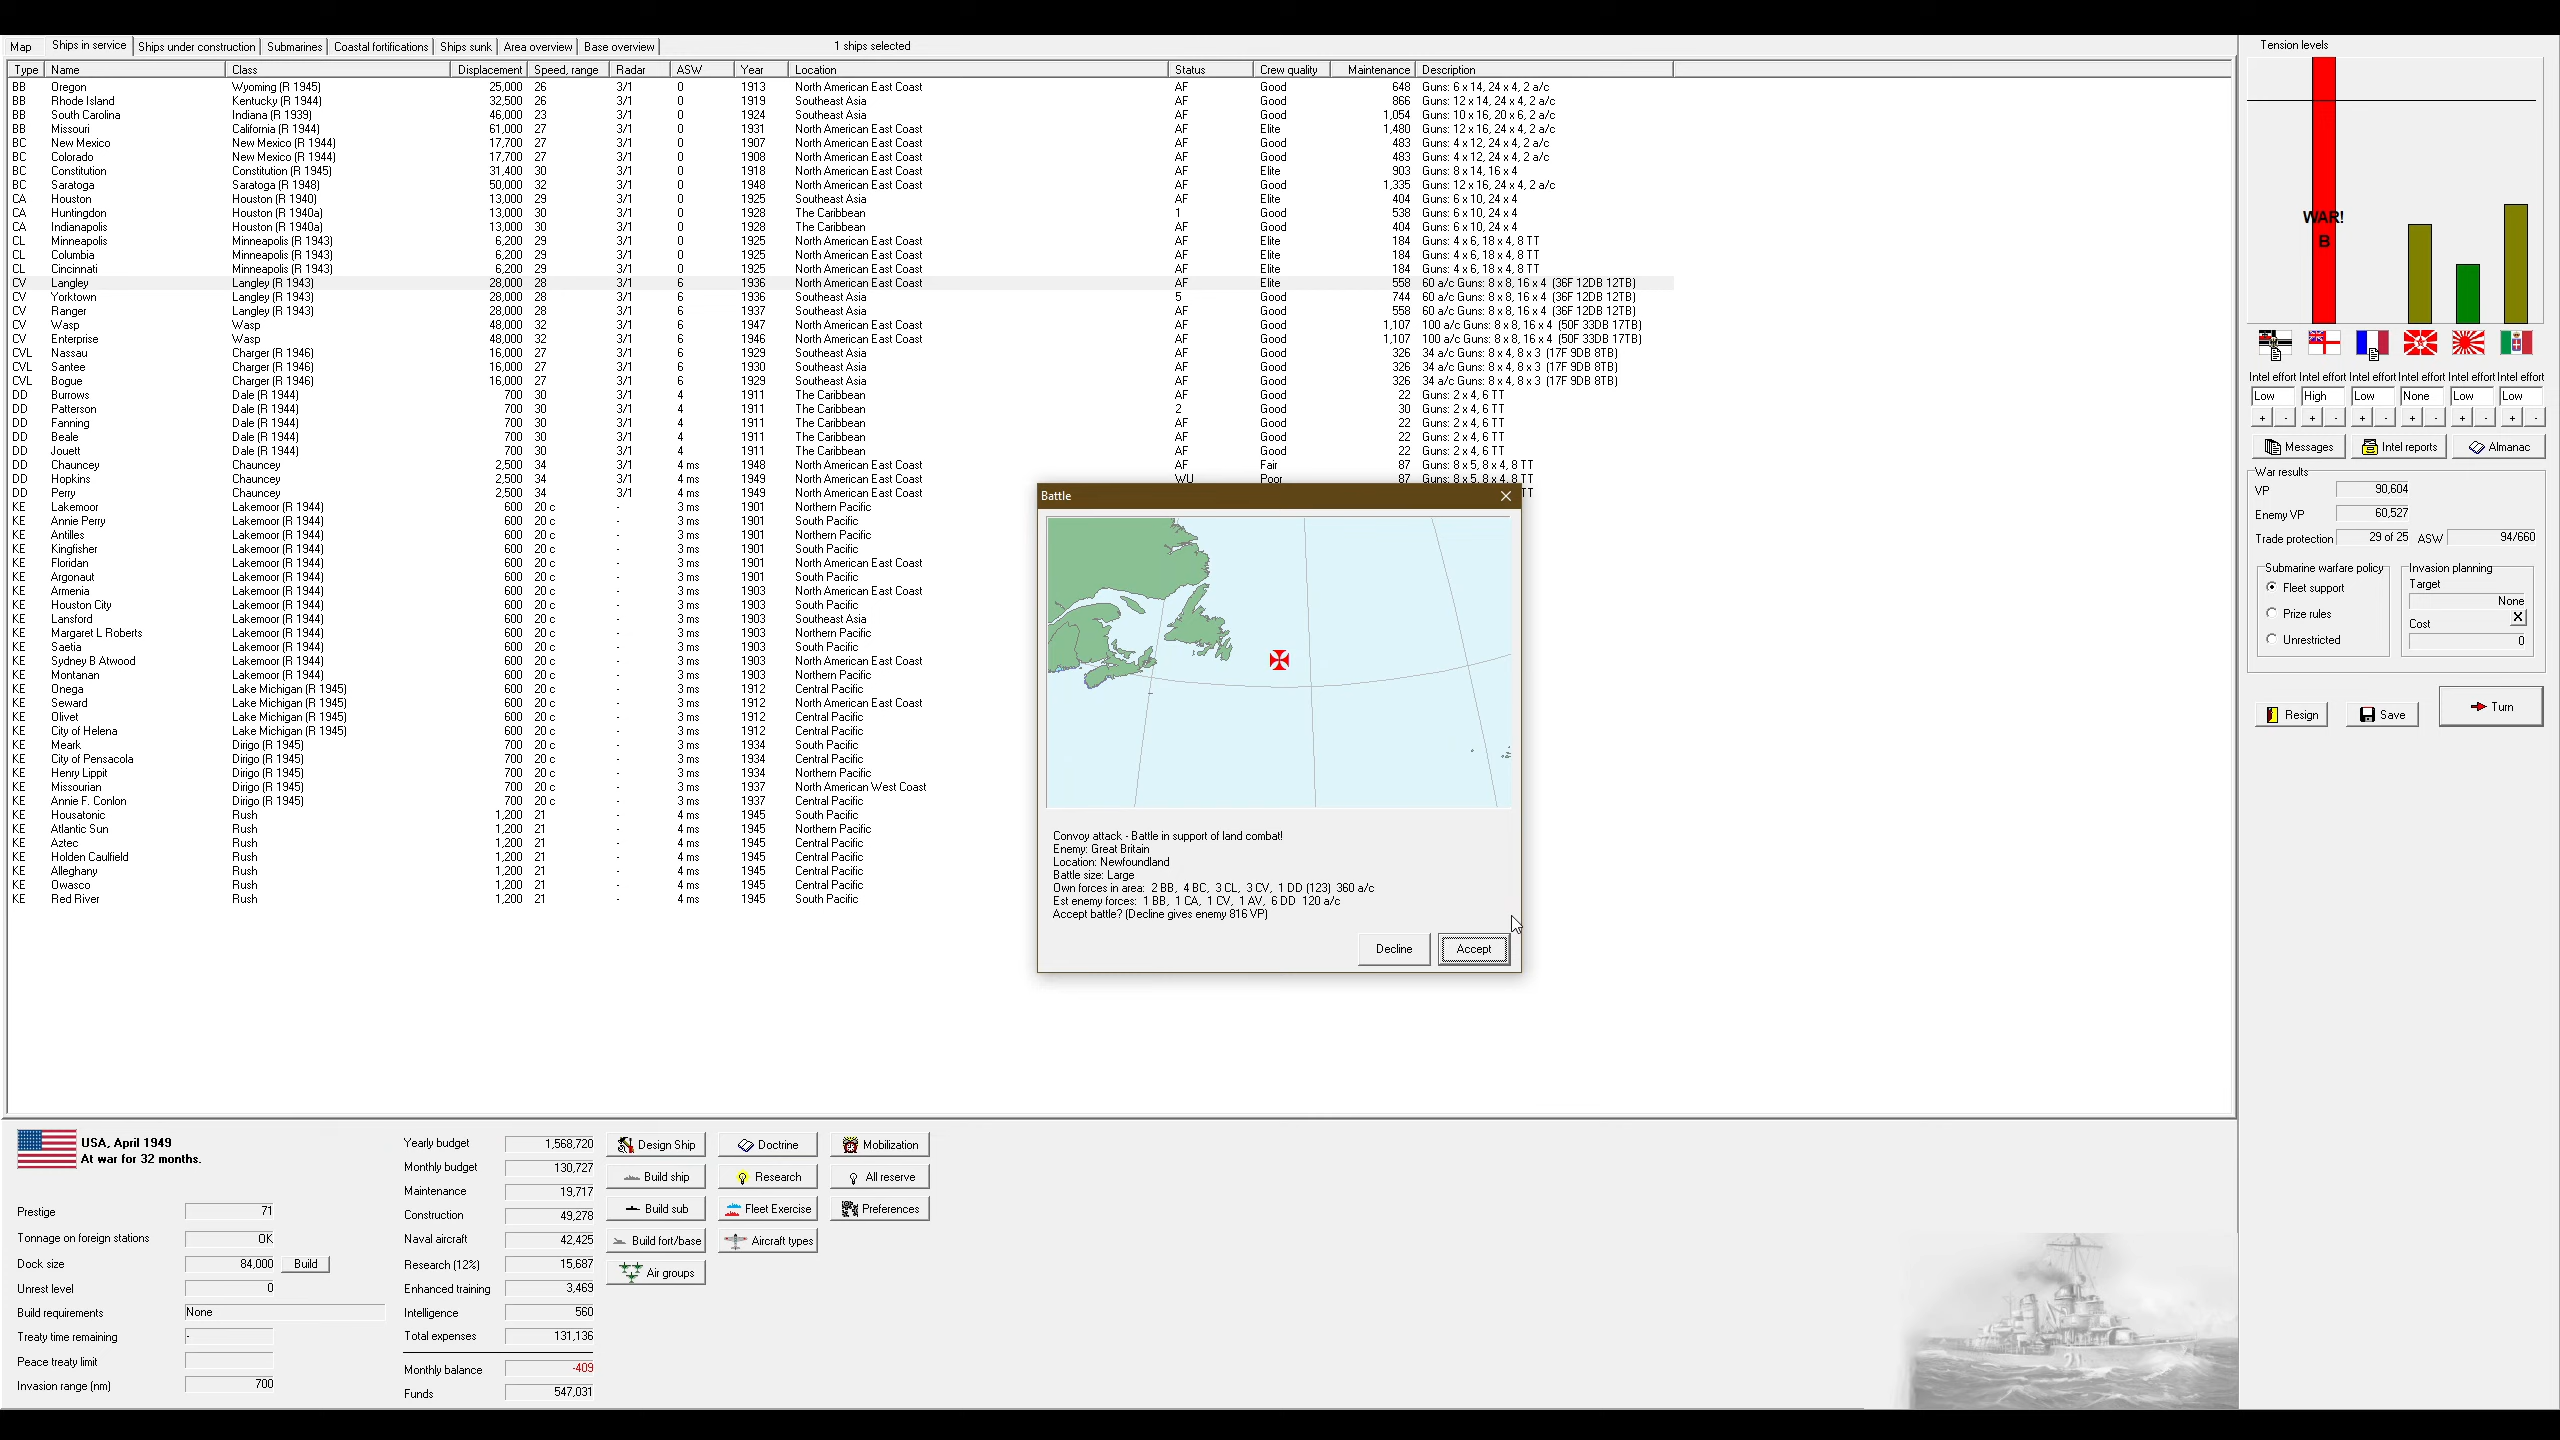 Map Ships in service Ships under construction Submarines Coastal fortifications Ships sunk Area overview Base overview 1 ships selected
Type Name Class Displacement Speed, range Radar ASW Year Location Status Crew quality Maintenance Description
BB Oregon Wyoming (R 1945) 25,000 26 3/1 0 1913 North American East Coast AF Good 648 Guns: 6 x 14, 24 x 4, 2 a/c
BB Rhode Island Kentucky (R 1944) 32,500 26 3/1 0 1919 Southeast Asia AF Good 866 Guns: 12 x 14, 24 x 4, 2 a/c
BB South Carolina Indiana (R 1939) 46,000 23 3/1 0 1924 Southeast Asia AF Good 1,054 Guns: 10 x 16, 20 x 6, 2 a/c
BB Missouri California (R 1944) 61,000 27 3/1 0 1931 North American East Coast AF Elite 1,480 Guns: 12 x 16, 24 x 4, 2 a/c
BC New Mexico New Mexico (R 1944) 17,700 27 3/1 0 1907 North American East Coast AF Good 483 Guns: 4 x 12, 24 x 4, 2 a/c
BC Colorado New Mexico (R 1944) 17,700 27 3/1 0 1908 North American East Coast AF Good 483 Guns: 4 x 12, 24 x 4, 2 a/c
BC Constitution Constitution (R 1945) 31,400 30 3/1 0 1918 North American East Coast AF Elite 903 Guns: 8 x 14, 16 x 4
BC Saratoga Saratoga (R 1948) 50,000 32 3/1 0 1948 North American East Coast AF Good 1,335 Guns: 12 x 16, 24 x 4, 2 a/c
CA Houston Houston (R 1940) 13,000 29 3/1 0 1925 Southeast Asia AF Elite 404 Guns: 6 x 10, 24 x 4
CA Huntingdon Houston (R 1940a) 13,000 30 3/1 0 1928 The Caribbean 1 Good 538 Guns: 6 x 10, 24 x 4
CA Indianapolis Houston (R 1940a) 13,000 30 3/1 0 1928 The Caribbean AF Good 404 Guns: 6 x 10, 24 x 4
CL Minneapolis Minneapolis (R 1943) 6,200 29 3/1 0 1925 North American East Coast AF Elite 184 Guns: 4 x 6, 18 x 4, 8 TT
CL Columbia Minneapolis (R 1943) 6,200 29 3/1 0 1925 North American East Coast AF Elite 184 Guns: 4 x 6, 18 x 4, 8 TT
CL Cincinnati Minneapolis (R 1943) 6,200 29 3/1 0 1925 North American East Coast AF Elite 184 Guns: 4 x 6, 18 x 4, 8 TT
CV Langley Langley (R 1943) 28,000 28 3/1 6 1936 North American East Coast AF Elite 558 60 a/c Guns: 8 x 8, 16 x 4 (36F 12DB 12TB)
CV Yorktown Langley (R 1943) 28,000 28 3/1 6 1936 Southeast Asia 5 Good 744 60 a/c Guns: 8 x 8, 16 x 4 (36F 12DB 12TB)
CV Ranger Langley (R 1943) 28,000 28 3/1 6 1937 Southeast Asia AF Good 558 60 a/c Guns: 8 x 8, 16 x 4 (36F 12DB 12TB)
CV Wasp Wasp 48,000 32 3/1 6 1947 North American East Coast AF Good 1,107 100 a/c Guns: 8 x 8, 16 x 4 (50F 33DB 17TB)
CV Enterprise Wasp 48,000 32 3/1 6 1946 North American East Coast AF Good 1,107 100 a/c Guns: 8 x 8, 16 x 4 (50F 33DB 17TB)
CVL Nassau Charger (R 1946) 16,000 27 3/1 6 1929 Southeast Asia AF Good 326 34 a/c Guns: 8 x 4, 8 x 3 (17F 9DB 8TB)
CVL Santee Charger (R 1946) 16,000 27 3/1 6 1930 Southeast Asia AF Good 326 34 a/c Guns: 8 x 4, 8 x 3 (17F 9DB 8TB)
CVL Bogue Charger (R 1946) 16,000 27 3/1 6 1929 Southeast Asia AF Good 326 34 a/c Guns: 8 x 4, 8 x 3 (17F 9DB 8TB)
DD Burrows Dale (R 1944) 700 30 3/1 4 1911 The Caribbean AF Good 22 Guns: 2 x 4, 6 TT
DD Patterson Dale (R 1944) 700 30 3/1 4 1911 The Caribbean 2 Good 30 Guns: 2 x 4, 6 TT
DD Fanning Dale (R 1944) 700 30 3/1 4 1911 The Caribbean AF Good 22 Guns: 2 x 4, 6 TT
DD Beale Dale (R 1944) 700 30 3/1 4 1911 The Caribbean AF Good 22 Guns: 2 x 4, 6 TT
DD Jouett Dale (R 1944) 700 30 3/1 4 1911 The Caribbean AF Good 22 Guns: 2 x 4, 6 TT
DD Chauncey Chauncey 2,500 34 3/1 4 ms 1948 North American East Coast AF Fair 87 Guns: 8 x 5, 8 x 4, 8 TT
DD Hopkins Chauncey 2,500 34 3/1 4 ms 1949 North American East Coast WU Poor 87 Guns: 8 x 5, 8 x 4, 8 TT
DD Perry Chauncey 2,500 34 3/1 4 ms 1949 North American East Coast TT
KE Lakemoor Lakemoor (R 1944) 600 20 c - 3 ms 1901 Northern Pacific
KE Annie Perry Lakemoor (R 1944) 600 20 c - 3 ms 1901 South Pacific
KE Antilles Lakemoor (R 1944) 600 20 c - 3 ms 1901 Northern Pacific
KE Kingfisher Lakemoor (R 1944) 600 20 c - 3 ms 1901 South Pacific
KE Floridan Lakemoor (R 1944) 600 20 c - 3 ms 1901 North American East Coast
KE Argonaut Lakemoor (R 1944) 600 20 c - 3 ms 1901 South Pacific
KE Armenia Lakemoor (R 1944) 600 20 c - 3 ms 1903 North American East Coast
KE Houston City Lakemoor (R 1944) 600 20 c - 3 ms 1903 South Pacific
KE Lansford Lakemoor (R 1944) 600 20 c - 3 ms 1903 Southeast Asia
KE Margaret L Roberts Lakemoor (R 1944) 600 20 c - 3 ms 1903 Northern Pacific
KE Saetia Lakemoor (R 1944) 600 20 c - 3 ms 1903 South Pacific
KE Sydney B Atwood Lakemoor (R 1944) 600 20 c - 3 ms 1903 North American East Coast
KE Montanan Lakemoor (R 1944) 600 20 c - 3 ms 1903 Northern Pacific
KE Onega Lake Michigan (R 1945) 600 20 c - 3 ms 1912 Central Pacific
KE Seward Lake Michigan (R 1945) 600 20 c - 3 ms 1912 North American East Coast
KE Olivet Lake Michigan (R 1945) 600 20 c - 3 ms 1912 Central Pacific
KE City of Helena Lake Michigan (R 1945) 600 20 c - 3 ms 1912 Central Pacific
KE Meark Dirigo (R 1945) 700 20 c - 3 ms 1934 South Pacific
KE City of Pensacola Dirigo (R 1945) 700 20 c - 3 ms 1934 Central Pacific
KE Henry Lippit Dirigo (R 1945) 700 20 c - 3 ms 1934 Northern Pacific
KE Missourian Dirigo (R 1945) 700 20 c - 3 ms 1937 North American West Coast
KE Annie F. Conlon Dirigo (R 1945) 700 20 c - 3 ms 1937 Central Pacific
KE Housatonic Rush 1,200 21 - 4 ms 1945 South Pacific
KE Atlantic Sun Rush 1,200 21 - 4 ms 1945 Northern Pacific
KE Aztec Rush 1,200 21 - 4 ms 1945 Central Pacific
KE Holden Caulfield Rush 1,200 21 - 4 ms 1945 Central Pacific
KE Alleghany Rush 1,200 21 - 4 ms 1945 Central Pacific
KE Owasco Rush 1,200 21 - 4 ms 1945 Central Pacific
KE Red River Rush 1,200 21 - 4 ms 1945 South Pacific
Battle
Convoy attack - Battle in support of land combat!
Enemy: Great Britain
Location: Newfoundland
Battle size: Large
Own forces in area: 2 BB, 4 BC, 3 CL, 3 CV, 1 DD (123) 360 a/c
Est enemy forces: 1 BB, 1 CA, 1 CV, 1 AV, 6 DD 120 a/c
Accept battle? (Decline gives enemy 816 VP)
Decline Accept
Tension levels
WAR!
B
Intel effort Intel effort Intel effort Intel effort Intel effort Intel effort
Low High Low None Low Low
+ - + - + - + - + - + -
Messages Intel reports Almanac
War results
VP 90,604
Enemy VP 60,527
Trade protection 29 of 25 ASW 94/660
Submarine warfare policy
Fleet support
Prize rules
Unrestricted
Invasion planning
Target
None
Cost X
0
Resign Save Turn
USA, April 1949
At war for 32 months.
Prestige 71
Tonnage on foreign stations OK
Dock size 84,000 Build
Unrest level 0
Build requirements None
Treaty time remaining -
Peace treaty limit
Invasion range (nm) 700
Yearly budget 1,568,720
Monthly budget 130,727
Maintenance 19,717
Construction 49,278
Naval aircraft 42,425
Research (12%) 15,687
Enhanced training 3,469
Intelligence 560
Total expenses 131,136
Monthly balance -409
Funds 547,031
Design Ship Doctrine Mobilization
Build ship Research All reserve
Build sub Fleet Exercise Preferences
Build fort/base Aircraft types
Air groups